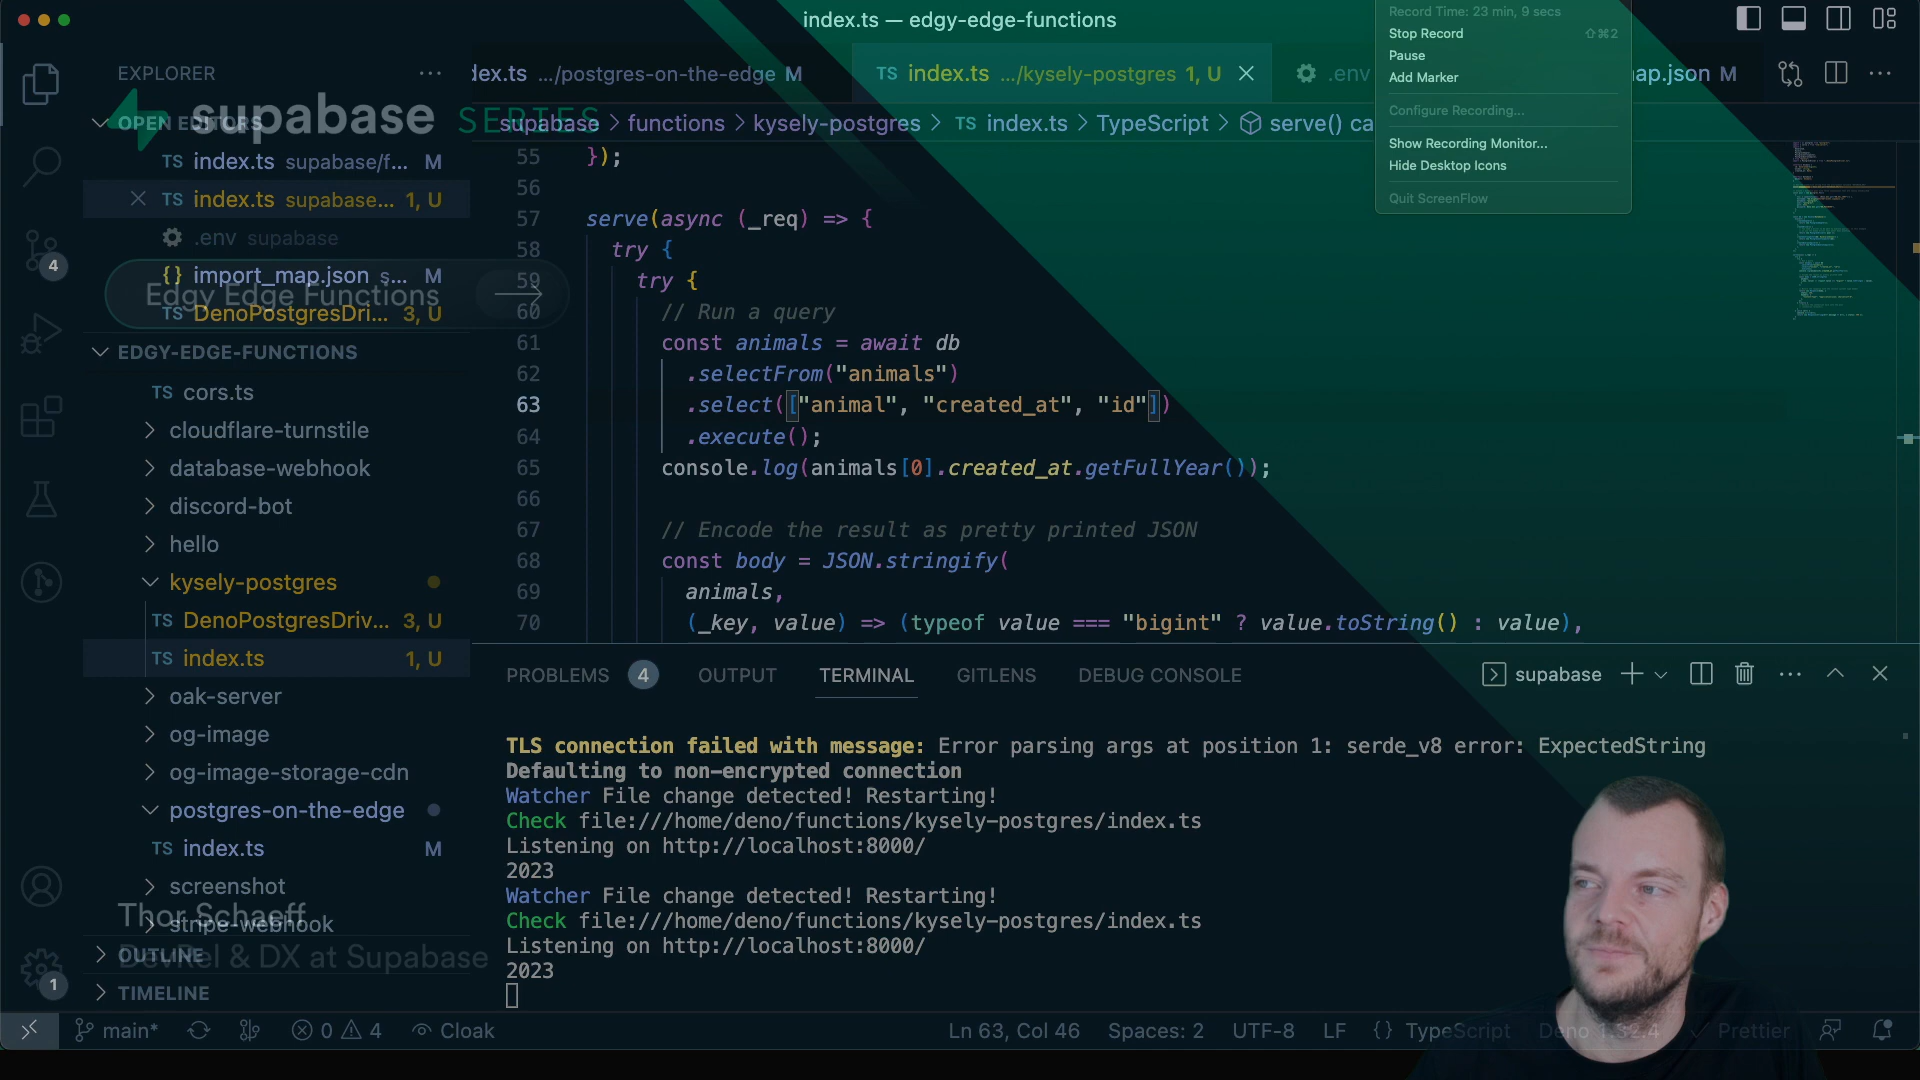 index.ts — edgy-edge-functions
Record Time: 23 min, 9 secs
Stop Record ⇧⌘2
Pause
Add Marker
Configure Recording...
Show Recording Monitor...
Hide Desktop Icons
Quit ScreenFlow
EXPLORER
dex.ts .../postgres-on-the-edge M
TS index.ts .../kysely-postgres 1, U
.env
ap.json M
supabase SERIES
OPEN EDITORS
TS index.ts supabase/f... M
TS index.ts supabase... 1, U
.env supabase
{} import_map.json s... M
Edgy Edge Functions
TS DenoPostgresDri... 3, U
EDGY-EDGE-FUNCTIONS
TS cors.ts
cloudflare-turnstile
database-webhook
discord-bot
hello
kysely-postgres
TS DenoPostgresDriv... 3, U
TS index.ts 1, U
oak-server
og-image
og-image-storage-cdn
postgres-on-the-edge
TS index.ts M
screenshot
Thor Schaeff
stripe-webhook
OUTLINE
DevRel & DX at Supabase
TIMELINE
4
1
supabase > functions > kysely-postgres > TS index.ts > TypeScript > serve() ca
55 });
56
57 serve(async (_req) => {
58 try {
59 try {
60 // Run a query
61 const animals = await db
62 .selectFrom("animals")
63 .select(["animal", "created_at", "id"])
64 .execute();
65 console.log(animals[0].created_at.getFullYear());
66
67 // Encode the result as pretty printed JSON
68 const body = JSON.stringify(
69 animals,
70 (_key, value) => (typeof value === "bigint" ? value.toString() : value),
PROBLEMS 4 OUTPUT TERMINAL GITLENS DEBUG CONSOLE supabase
TLS connection failed with message: Error parsing args at position 1: serde_v8 error: ExpectedString
Defaulting to non-encrypted connection
Watcher File change detected! Restarting!
Check file:///home/deno/functions/kysely-postgres/index.ts
Listening on http://localhost:8000/
2023
Watcher File change detected! Restarting!
Check file:///home/deno/functions/kysely-postgres/index.ts
Listening on http://localhost:8000/
2023
main* 0 4 Cloak Ln 63, Col 46 Spaces: 2 UTF-8 LF {} TypeScript Deno 1.32.4 Prettier